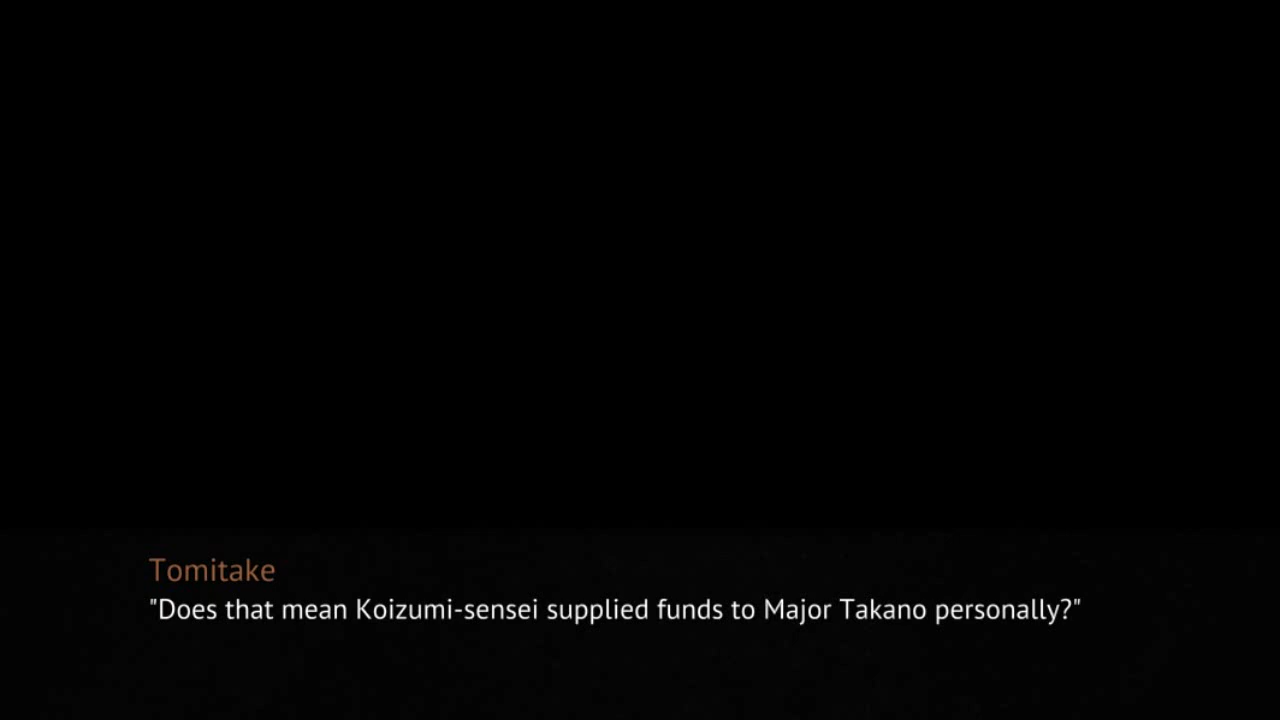 Tomitake
"Does that mean Koizumi-sensei supplied funds to Major Takano personally?"